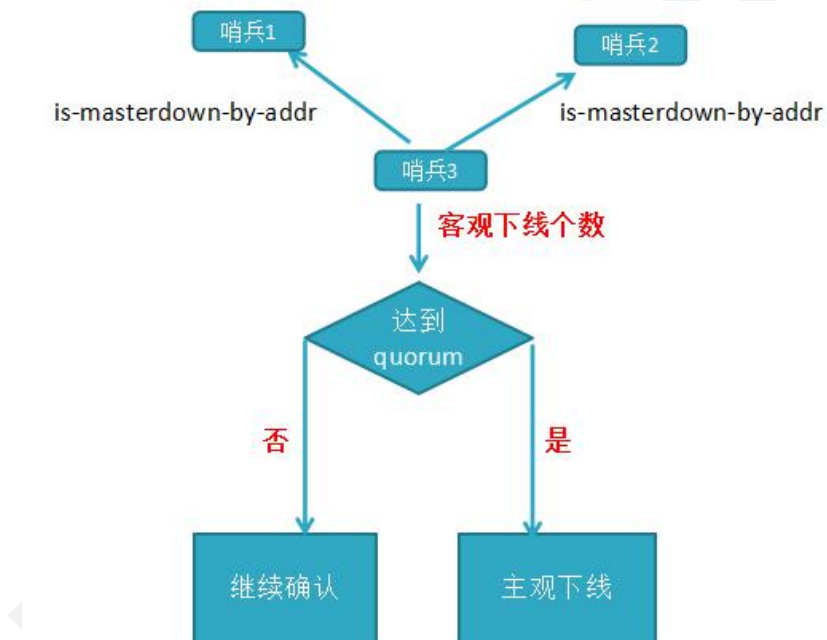 哨兵1
哨兵2
is-masterdown-by-addr
is-masterdown-by-addr
哨兵3
客观下线个数
达到
quorum
否
是
继续确认
主观下线